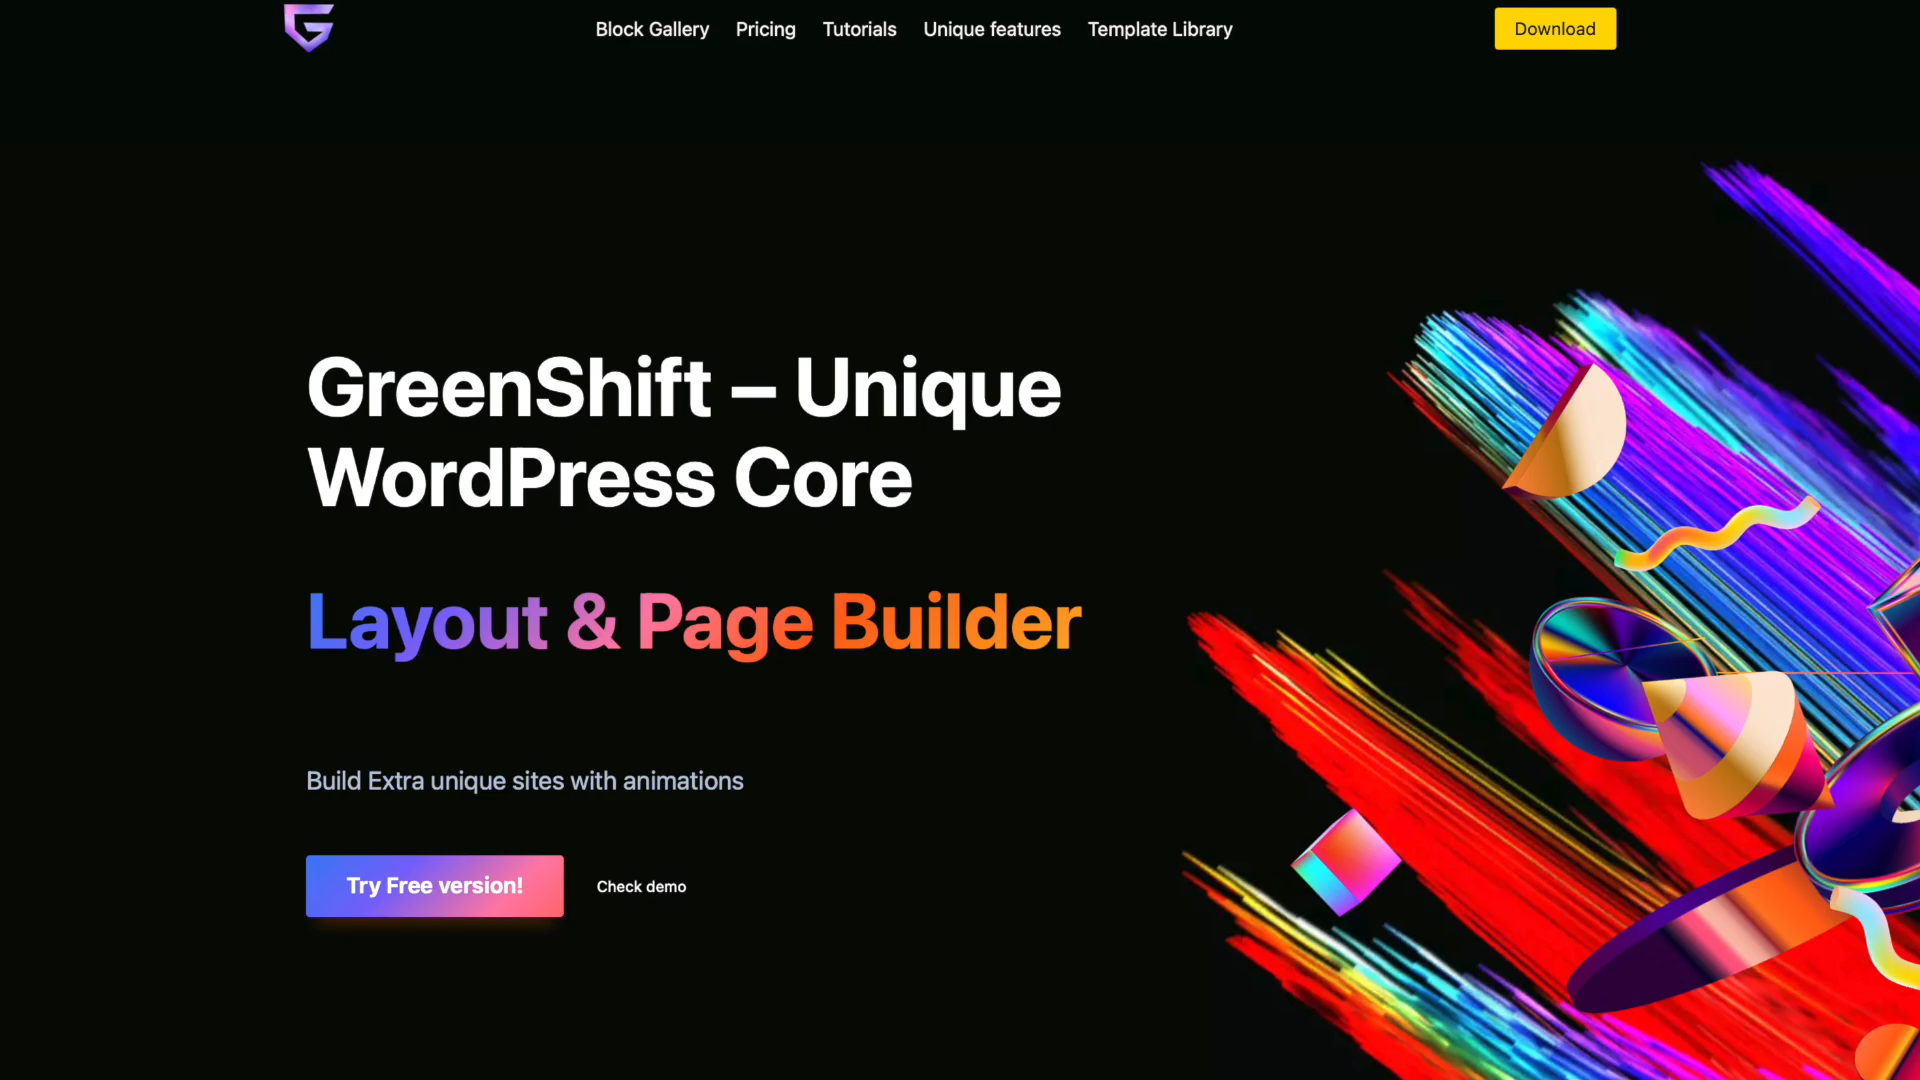 Block Gallery
Pricing
Tutorials
Unique features
Template Library
Download
GreenShift – Unique
WordPress Core
Layout & Page Builder
Build Extra unique sites with animations
Try Free version!
Check demo